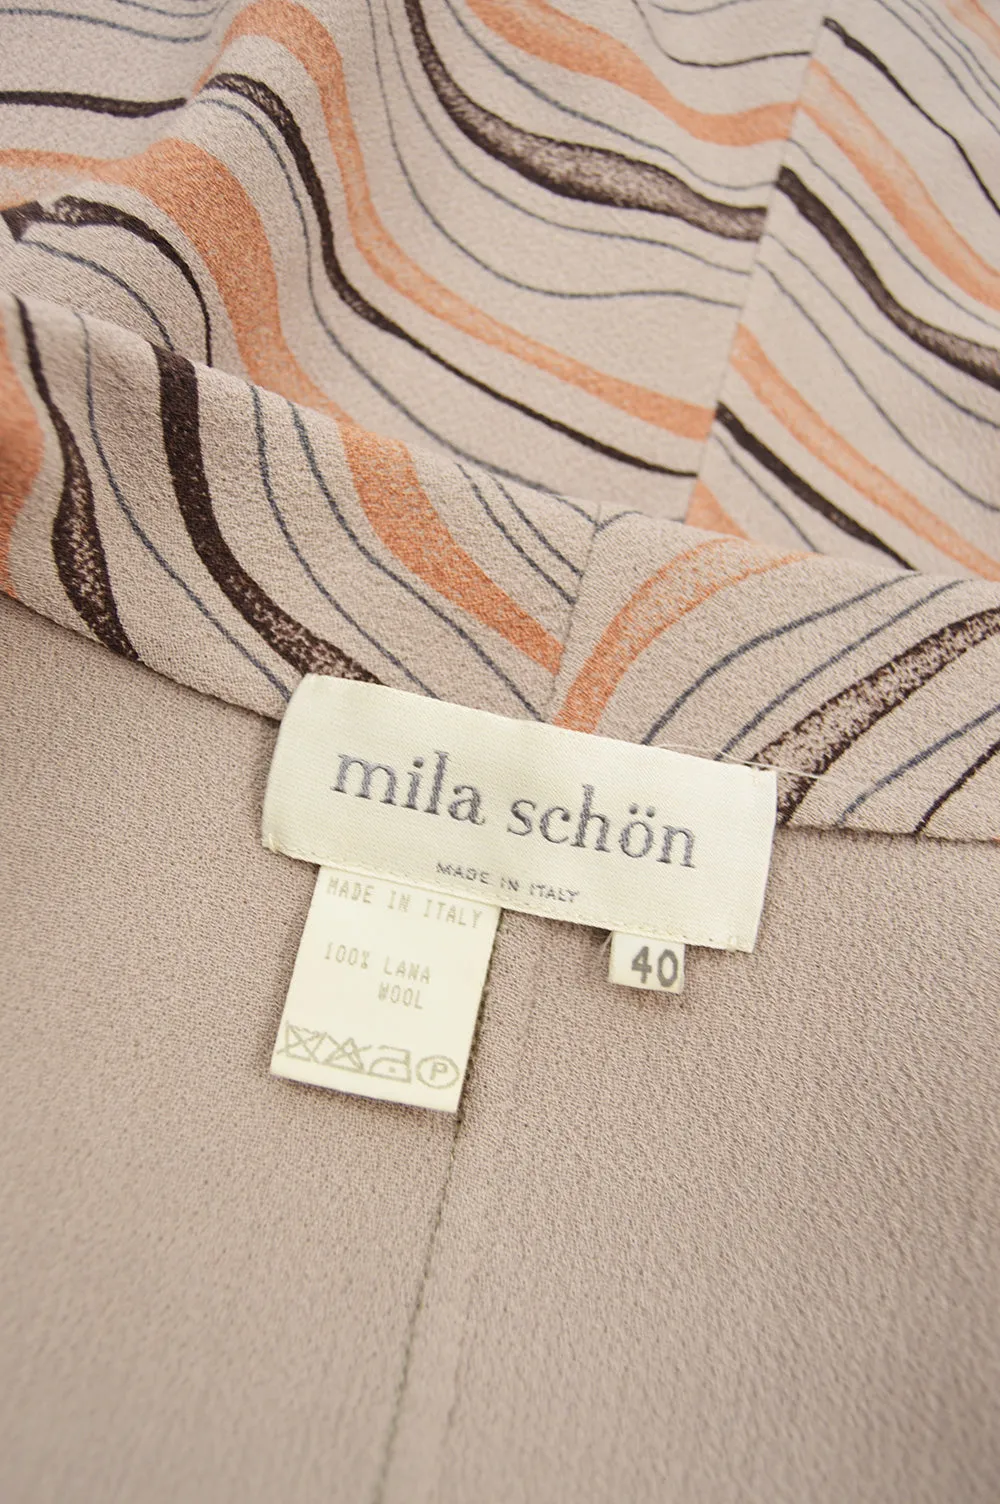 mila schön
MADE IN ITALY
MADE IN ITALY
100% LANA
WOOL
P
40